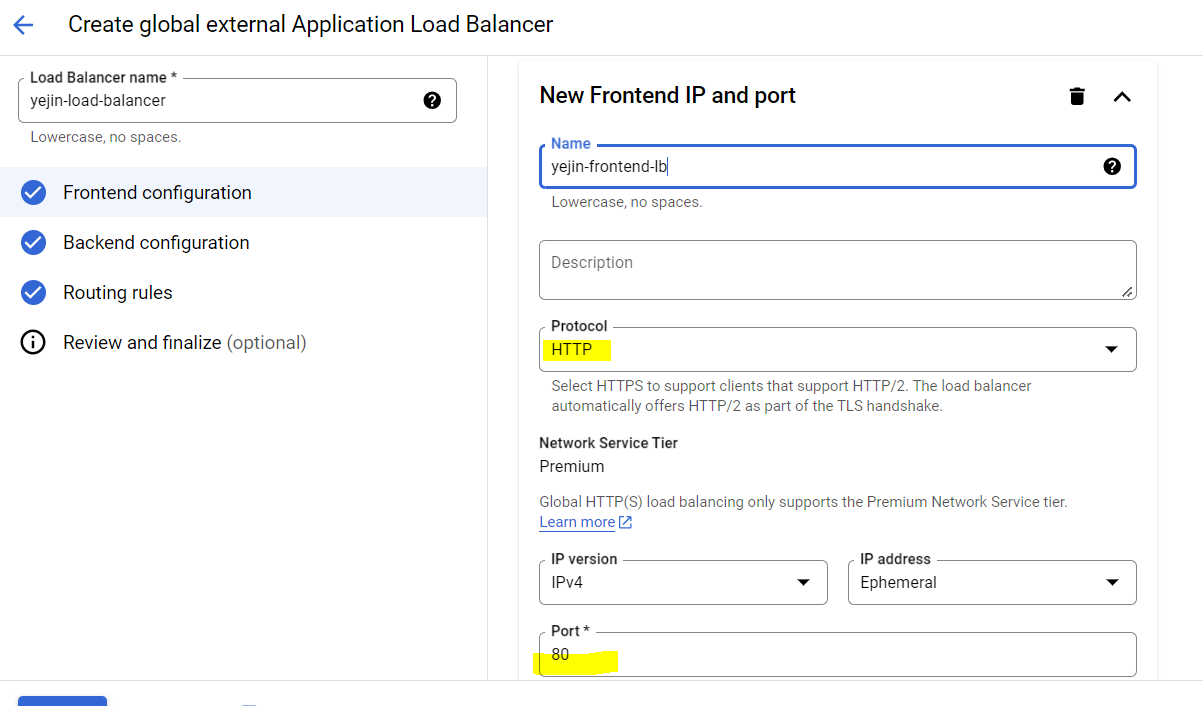 Create global external Application Load Balancer
Load Balancer name *
yejin-load-balancer
Lowercase, no spaces.
Frontend configuration
Backend configuration
Routing rules
Review and finalize (optional)
New Frontend IP and port
Name
yejin-frontend-lb
Lowercase, no spaces.
Description
Protocol
HTTP
Select HTTPS to support clients that support HTTP/2. The load balancer
automatically offers HTTP/2 as part of the TLS handshake.
Network Service Tier
Premium
Global HTTP(S) load balancing only supports the Premium Network Service tier.
Learn more
IP version
IPv4
IP address
Ephemeral
Port *
80